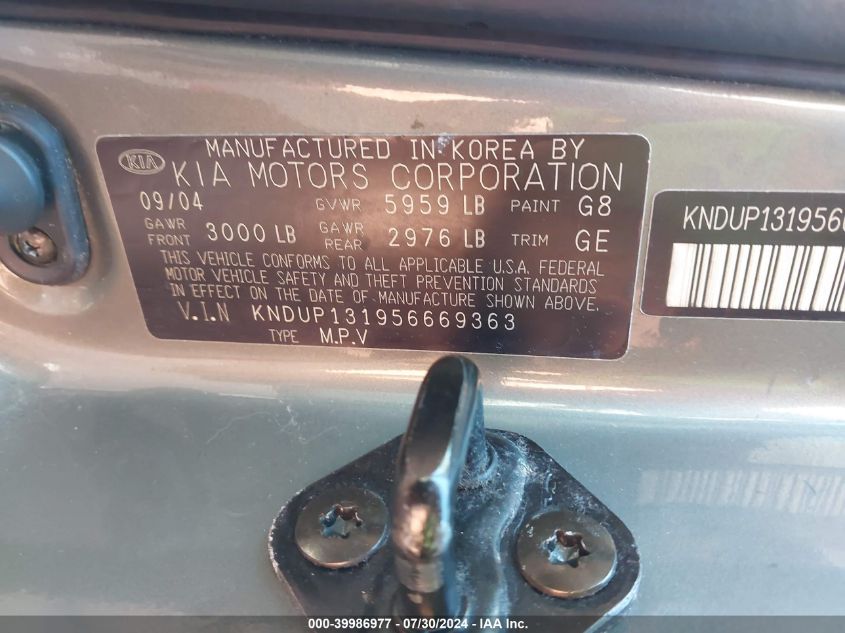 KIA
MANUFACTURED IN KOREA BY
KIA MOTORS CORPORATION
09/04 GVWR 5959 LB PAINT G8
GAWR FRONT 3000 LB GAWR REAR 2976 LB TRIM GE
THIS VEHICLE CONFORMS TO ALL APPLICABLE U.S.A. FEDERAL
MOTOR VEHICLE SAFETY AND THEFT PREVENTION STANDARDS
IN EFFECT ON THE DATE OF MANUFACTURE SHOWN ABOVE.
V.I.N KNDUP131956669363
TYPE M.P.V
KNDUP1319566
000-39986977 - 07/30/2024 - IAA Inc.